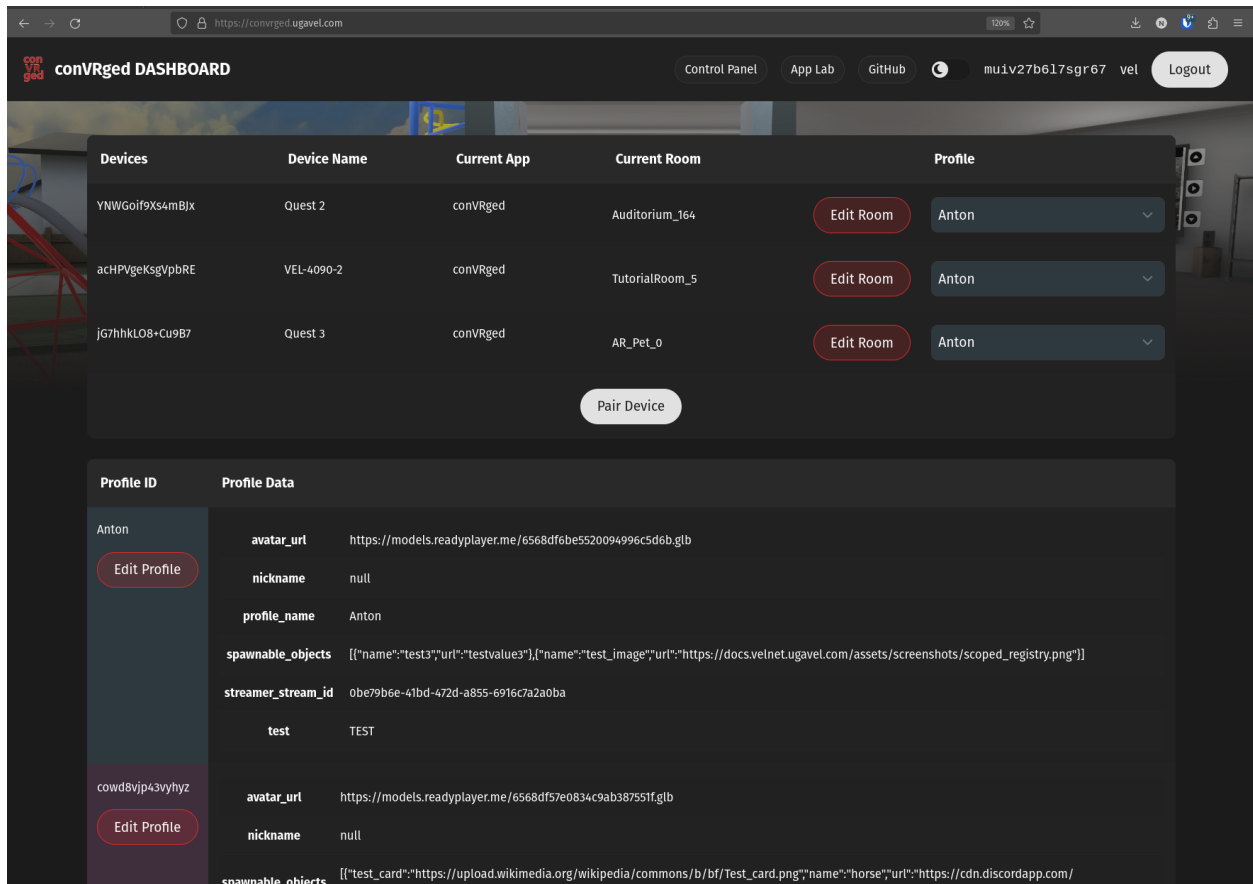 https://convrged.ugavel.com 120%
con VR ged conVRged DASHBOARD Control Panel App Lab GitHub muiv27b6l7sgr67 vel Logout
Devices Device Name Current App Current Room Profile
YNWGoif9Xs4mBJx Quest 2 conVRged Auditorium_164 Edit Room Anton
acHPVgeKsgVpbRE VEL-4090-2 conVRged TutorialRoom_5 Edit Room Anton
jG7hhkLO8+Cu9B7 Quest 3 conVRged AR_Pet_0 Edit Room Anton
Pair Device
Profile ID Profile Data
Anton
avatar_url https://models.readyplayer.me/6568df6be5520094996c5d6b.glb
Edit Profile
nickname null
profile_name Anton
spawnable_objects [{"name":"test3","url":"testvalue3"},{"name":"test_image","url":"https://docs.velnet.ugavel.com/assets/screenshots/scoped_registry.png"}]
streamer_stream_id 0be79b6e-41bd-472d-a855-6916c7a2a0ba
test TEST
cowd8vjp43vyhyz
avatar_url https://models.readyplayer.me/6568df57e0834c9ab387551f.glb
Edit Profile
nickname null
spawnable_objects [{"test_card":"https://upload.wikimedia.org/wikipedia/commons/b/bf/Test_card.png","name":"horse","url":"https://cdn.discordapp.com/